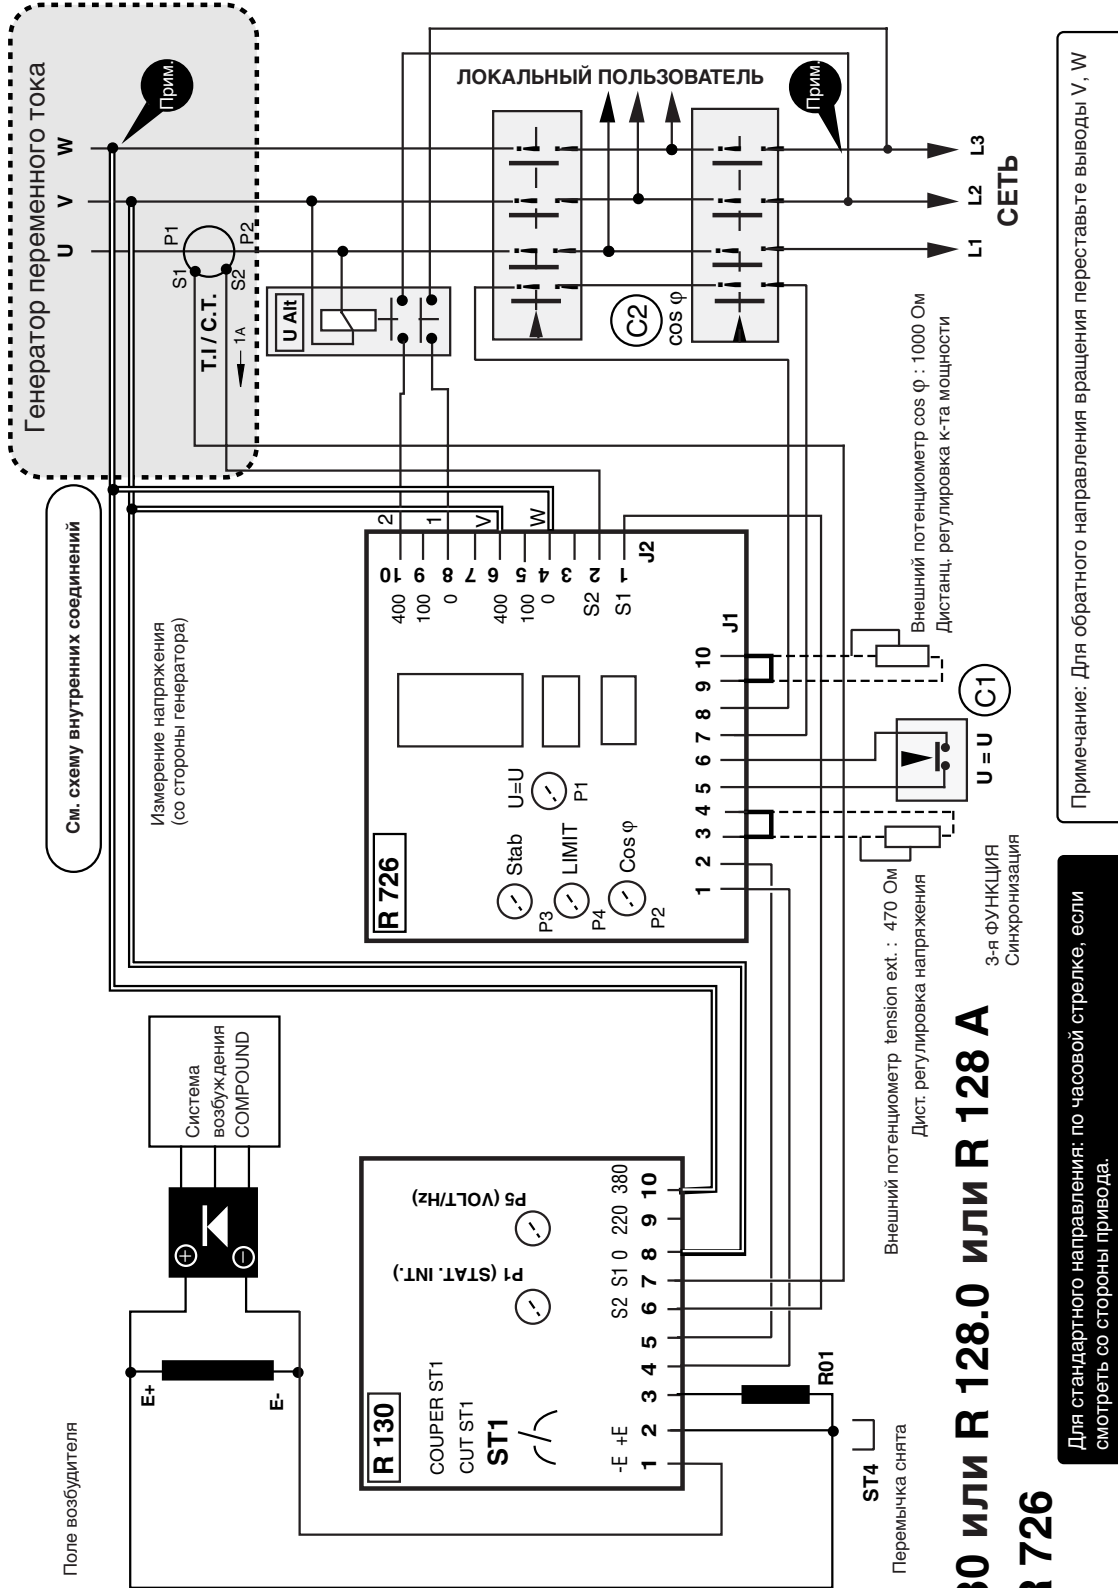 Генератор переменного тока
W
V
U
Прим.
P1
P2
S1
S2
T.I / C.T.
1A
См. схему внутренних соединений
Измерение напряжения
(со стороны генератора)
ЛОКАЛЬНЫЙ ПОЛЬЗОВАТЕЛЬ
Прим.
L3
L2
L1
СЕТЬ
U Alt
C2
cos φ
2
1
V
W
10
9
8
7
6
5
4
3
2
1
400
100
0
400
100
0
S2
S1
J2
J1
R 726
Stab
P3
LIMIT
P4
Cos φ
P2
U=U
P1
1
2
3
4
5
6
7
8
9
10
Внешний потенциометр cos φ : 1000 Ом
Дистанц. регулировка к-та мощности
C1
U = U
3-я ФУНКЦИЯ
Синхронизация
Внешний потенциометр tension ext. : 470 Ом
Дист. регулировка напряжения
Система
возбуждения
COMPOUND
+
−
E+
E-
Поле возбудителя
R 130
COUPER ST1
CUT ST1
ST1
P1 (STAT. INT.)
P5 (VOLT/Hz)
-E
+E
S2
S1
0
220
380
1
2
3
4
5
6
7
8
9
10
R01
ST4
Перемычка снята
30 или R 128.0 или R 128 A
R 726
Для стандартного направления: по часовой стрелке, если
смотреть со стороны привода.
Примечание: Для обратного направления вращения переставьте выводы V, W